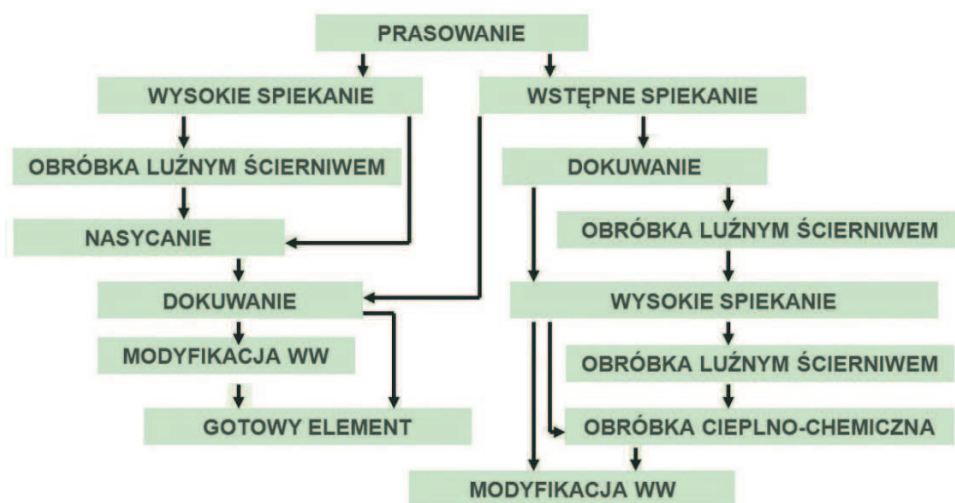 PRASOWANIE
WYSOKIE SPIEKANIE
WSTĘPNE SPIEKANIE
OBRÓBKA LUŹNYM ŚCIERNIWEM
DOKUWANIE
NASYCANIE
OBRÓBKA LUŹNYM ŚCIERNIWEM
DOKUWANIE
WYSOKIE SPIEKANIE
MODYFIKACJA WW
OBRÓBKA LUŹNYM ŚCIERNIWEM
GOTOWY ELEMENT
OBRÓBKA CIEPLNO-CHEMICZNA
MODYFIKACJA WW